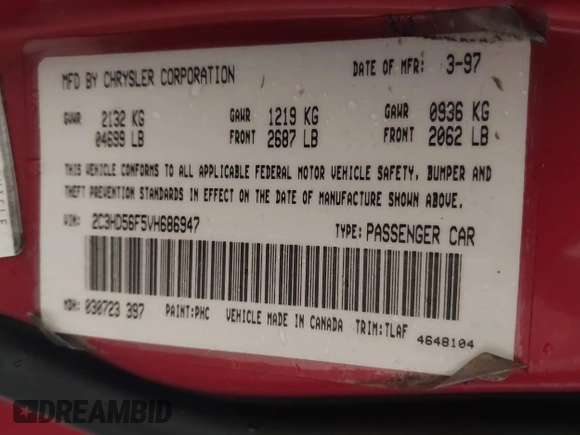 MFD BY CHRYSLER CORPORATION DATE OF MFR: 3-97
GVWR 2132 KG GAWR 1219 KG GAWR 0936 KG
04699 LB FRONT 2687 LB FRONT 2062 LB
THIS VEHICLE CONFORMS TO ALL APPLICABLE FEDERAL MOTOR VEHICLE SAFETY, BUMPER AND
THEFT PREVENTION STANDARDS IN EFFECT ON THE DATE OF MANUFACTURE SHOWN ABOVE.
VIN: 2C3HD56F5VH686947 TYPE: PASSENGER CAR
MDH: 030723 397 PAINT: PHC VEHICLE MADE IN CANADA TRIM: TLAF
4648104
DREAMBID